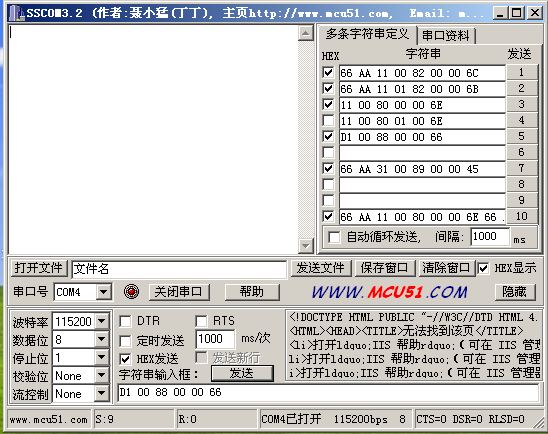 SSCOM3.2 (作者:聂小猛(丁丁), 主页http://www.mcu51.com, Email: m...
多条字符串定义 串口资料
HEX 字符串 发送
66 AA 11 00 82 00 00 6C 1
66 AA 11 01 82 00 00 6B 2
11 00 80 00 00 6E 3
11 00 80 01 00 6E 4
D1 00 88 00 00 66 5
6
66 AA 31 00 89 00 00 45 7
8
9
66 AA 11 00 80 00 00 6E 66 . 10
自动循环发送, 间隔: 1000 ms
打开文件 文件名 发送文件 保存窗口 清除窗口 HEX显示
串口号 COM4 关闭串口 帮助 WWW.MCU51.COM 隐藏
波特率 115200 DTR RTS
数据位 8 定时发送 1000 ms/次
停止位 1 HEX发送 发送新行
校验位 None 字符串输入框: 发送
流控制 None D1 00 88 00 00 66
<!DOCTYPE HTML PUBLIC "-//W3C//DTD HTML 4.
<HTML><HEAD><TITLE>无法找到该页</TITLE>
<li>打开ldquo;IIS 帮助rdquo;(可在 IIS 管理
<li>打开ldquo;IIS 帮助rdquo;(可在 IIS 管理器
<li>打开ldquo;IIS 帮助rdquo;(可在 IIS 管理
www.mcu51.com S:9 R:0 COM4已打开 115200bps 8 CTS=0 DSR=0 RLSD=0